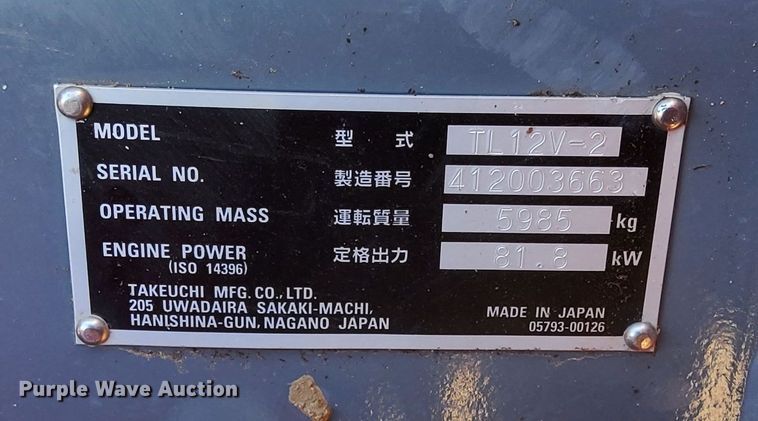 MODEL 型式 TL12V-2
SERIAL NO. 製造番号 412003663
OPERATING MASS 運転質量 5985 kg
ENGINE POWER 定格出力 81.8 kW
(ISO 14396)
TAKEUCHI MFG. CO., LTD.
205 UWADAIRA SAKAKI-MACHI,
HANISHINA-GUN, NAGANO JAPAN
MADE IN JAPAN
05793-00126
Purple Wave Auction